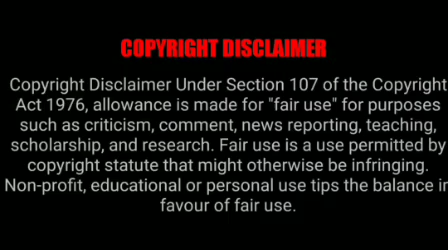 COPYRIGHT DISCLAIMER
Copyright Disclaimer Under Section 107 of the Copyright
Act 1976, allowance is made for "fair use" for purposes
such as criticism, comment, news reporting, teaching,
scholarship, and research. Fair use is a use permitted by
copyright statute that might otherwise be infringing.
Non-profit, educational or personal use tips the balance in
favour of fair use.